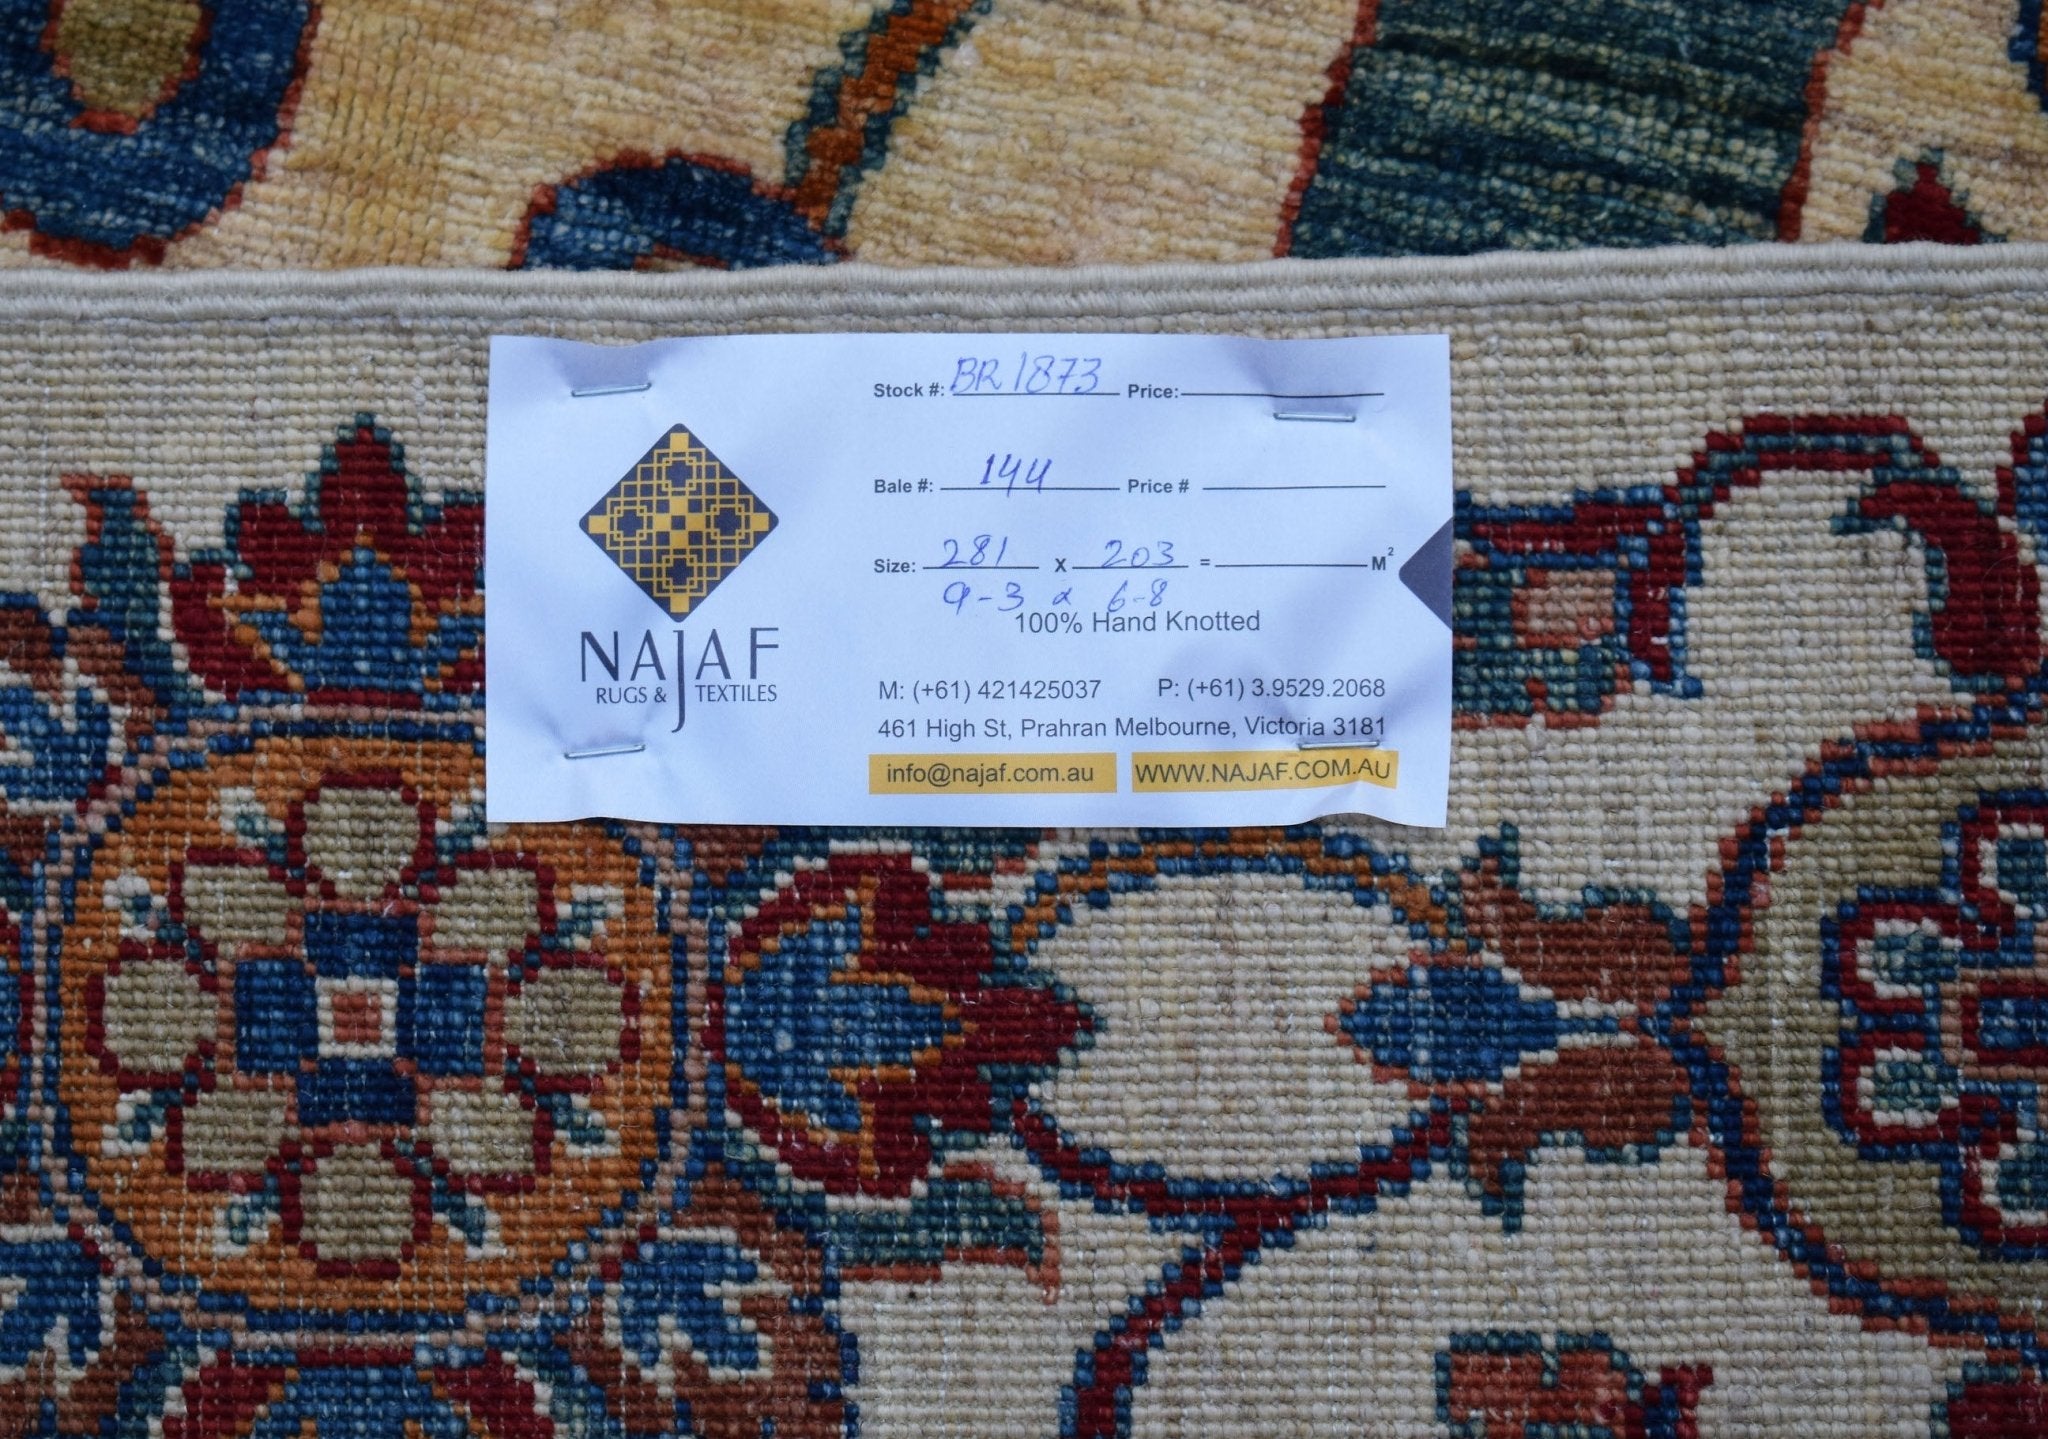 Stock #: BR1873 Price:
Bale #: 144 Price #
Size: 281 X 203 = M²
9-3 x 6-8
100% Hand Knotted
NAJAF
RUGS & TEXTILES
M: (+61) 421425037 P: (+61) 3.9529.2068
461 High St, Prahran Melbourne, Victoria 3181
info@najaf.com.au WWW.NAJAF.COM.AU